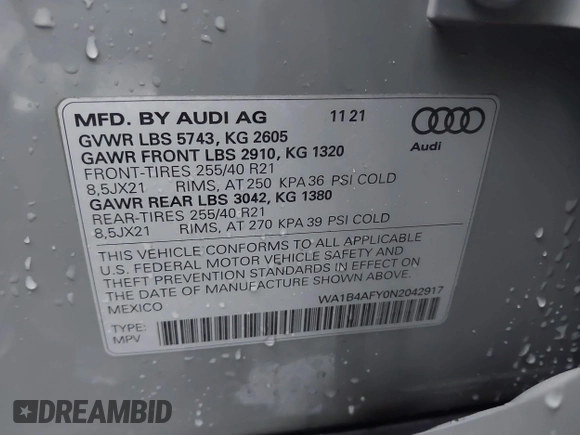 MFD. BY AUDI AG 11 21
GVWR LBS 5743, KG 2605
GAWR FRONT LBS 2910, KG 1320
FRONT-TIRES 255/40 R21
8,5JX21 RIMS, AT 250 KPA 36 PSI COLD
GAWR REAR LBS 3042, KG 1380
REAR-TIRES 255/40 R21
8,5JX21 RIMS, AT 270 KPA 39 PSI COLD
Audi
THIS VEHICLE CONFORMS TO ALL APPLICABLE
U.S. FEDERAL MOTOR VEHICLE SAFETY AND
THEFT PREVENTION STANDARDS IN EFFECT ON
THE DATE OF MANUFACTURE SHOWN ABOVE.
MEXICO WA1B4AFY0N2042917
TYPE:
MPV
DREAMBID